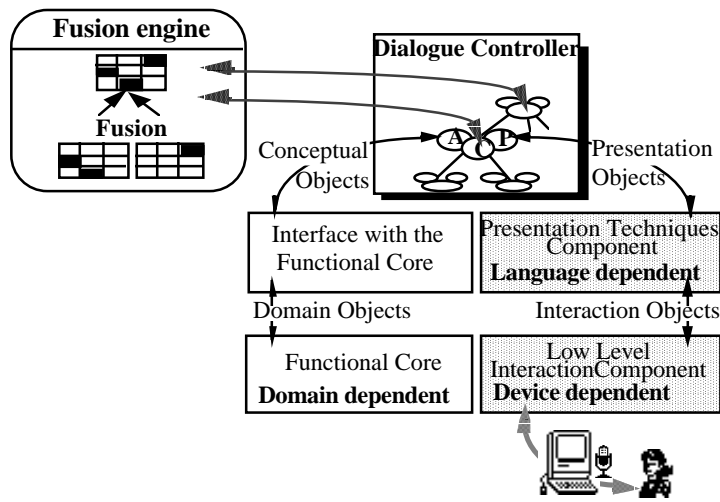 Fusion engine
Fusion
Dialogue Controller
A
C
P
Conceptual
Objects
Presentation
Objects
Interface with the
Functional Core
Presentation Techniques
Component
Language dependent
Domain Objects
Interaction Objects
Functional Core
Domain dependent
Low Level
InteractionComponent
Device dependent